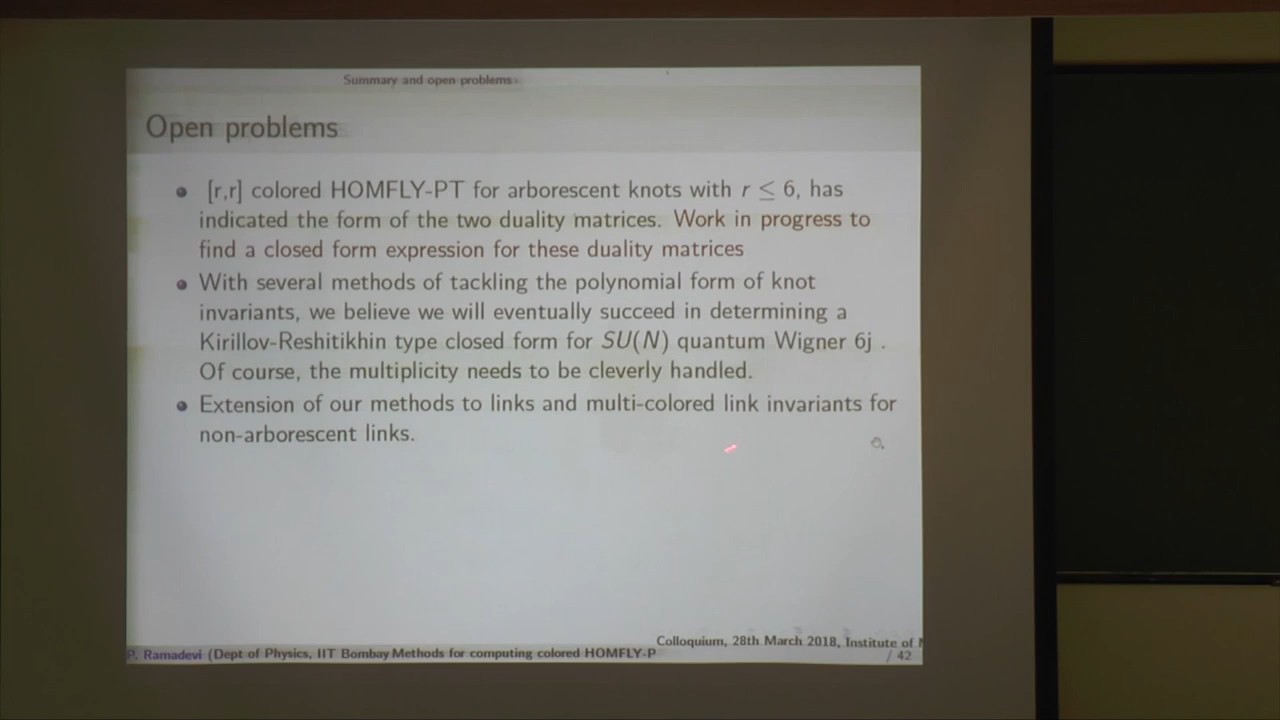 Summary and open problems
Open problems
[r,r] colored HOMFLY-PT for arborescent knots with r ≤ 6, has
indicated the form of the two duality matrices. Work in progress to
find a closed form expression for these duality matrices
With several methods of tackling the polynomial form of knot
invariants, we believe we will eventually succeed in determining a
Kirillov-Reshitikhin type closed form for SU(N) quantum Wigner 6j .
Of course, the multiplicity needs to be cleverly handled.
Extension of our methods to links and multi-colored link invariants for
non-arborescent links.
Colloquium, 28th March 2018, Institute of
P. Ramadevi (Dept of Physics, IIT Bombay Methods for computing colored HOMFLY-P
/ 42